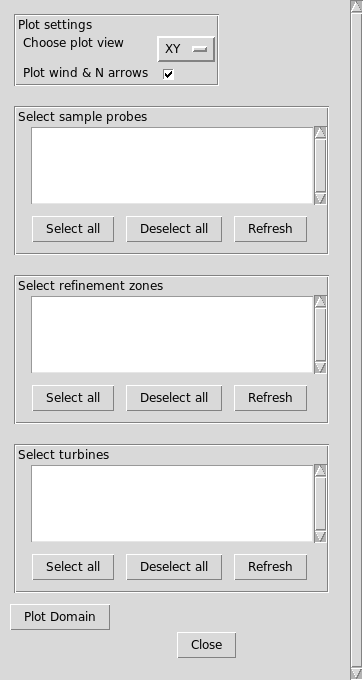 Plot settings
Choose plot view XY
Plot wind & N arrows
Select sample probes
Select all Deselect all Refresh
Select refinement zones
Select all Deselect all Refresh
Select turbines
Select all Deselect all Refresh
Plot Domain
Close